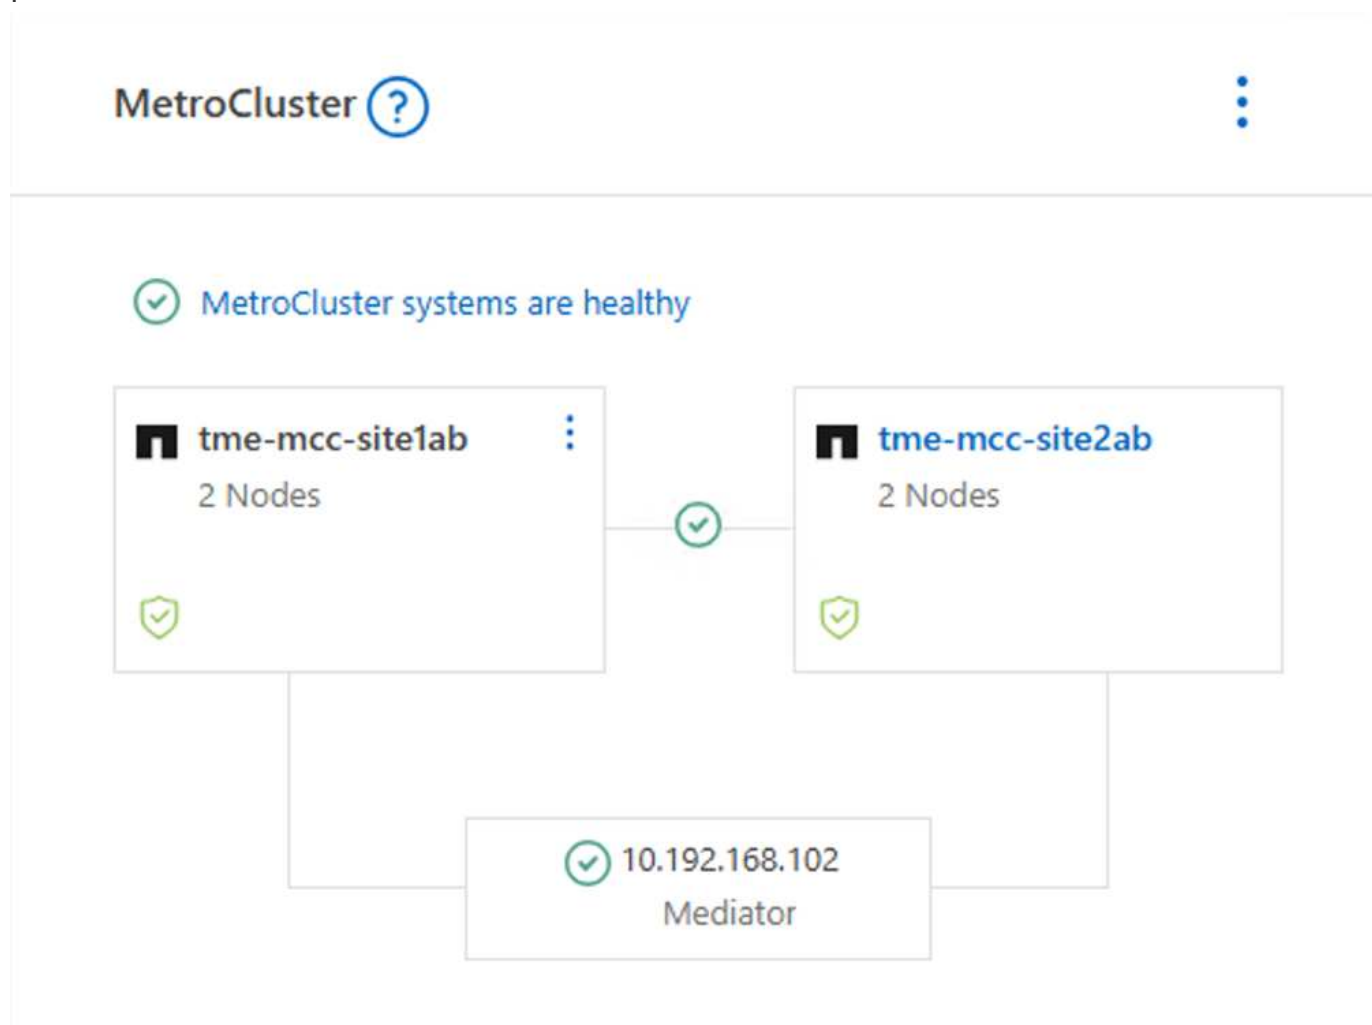 MetroCluster ?
MetroCluster systems are healthy
tme-mcc-site1ab
2 Nodes
tme-mcc-site2ab
2 Nodes
10.192.168.102
Mediator